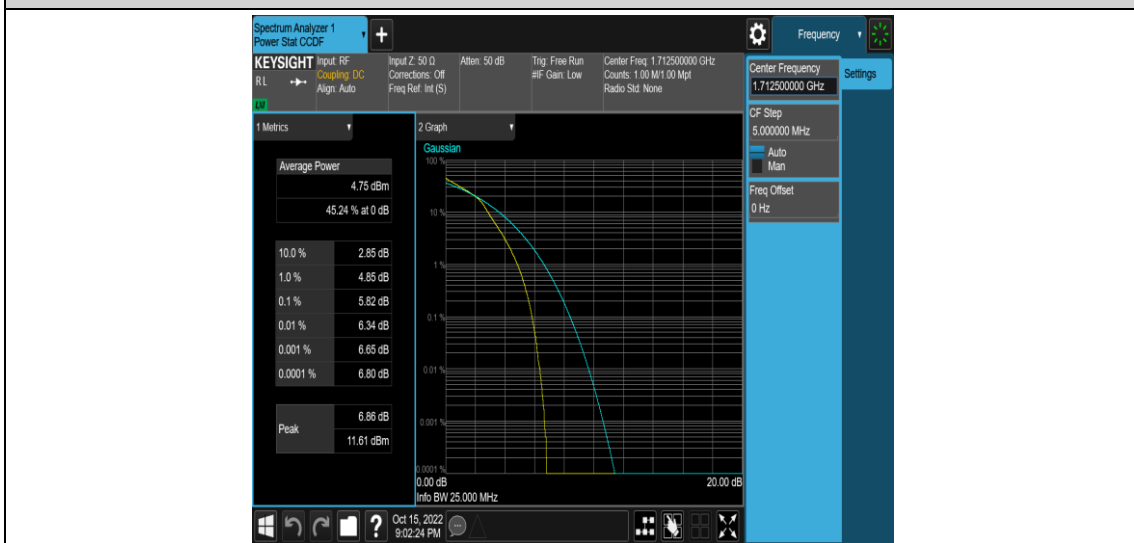 Spectrum Analyzer 1
Power Stat CCDF
Frequency
KEYSIGHT
RL
Input: RF
Coupling: DC
Align: Auto
Input Z: 50 Ω
Corrections: Off
Freq Ref: Int (S)
Atten: 50 dB
Trig: Free Run
#IF Gain: Low
Center Freq: 1.712500000 GHz
Counts: 1.00 M/1.00 Mpt
Radio Std: None
Center Frequency
1.712500000 GHz
Settings
CF Step
5.000000 MHz
Auto
Man
Freq Offset
0 Hz
1 Metrics
Average Power
4.75 dBm
45.24 % at 0 dB
10.0 % 2.85 dB
1.0 % 4.85 dB
0.1 % 5.82 dB
0.01 % 6.34 dB
0.001 % 6.65 dB
0.0001 % 6.80 dB
Peak
6.86 dB
11.61 dBm
2 Graph
Gaussian
100 %
10 %
1 %
0.1 %
0.01 %
0.001 %
0.0001 %
0.00 dB 20.00 dB
Info BW 25.000 MHz
Oct 15, 2022
9:02:24 PM